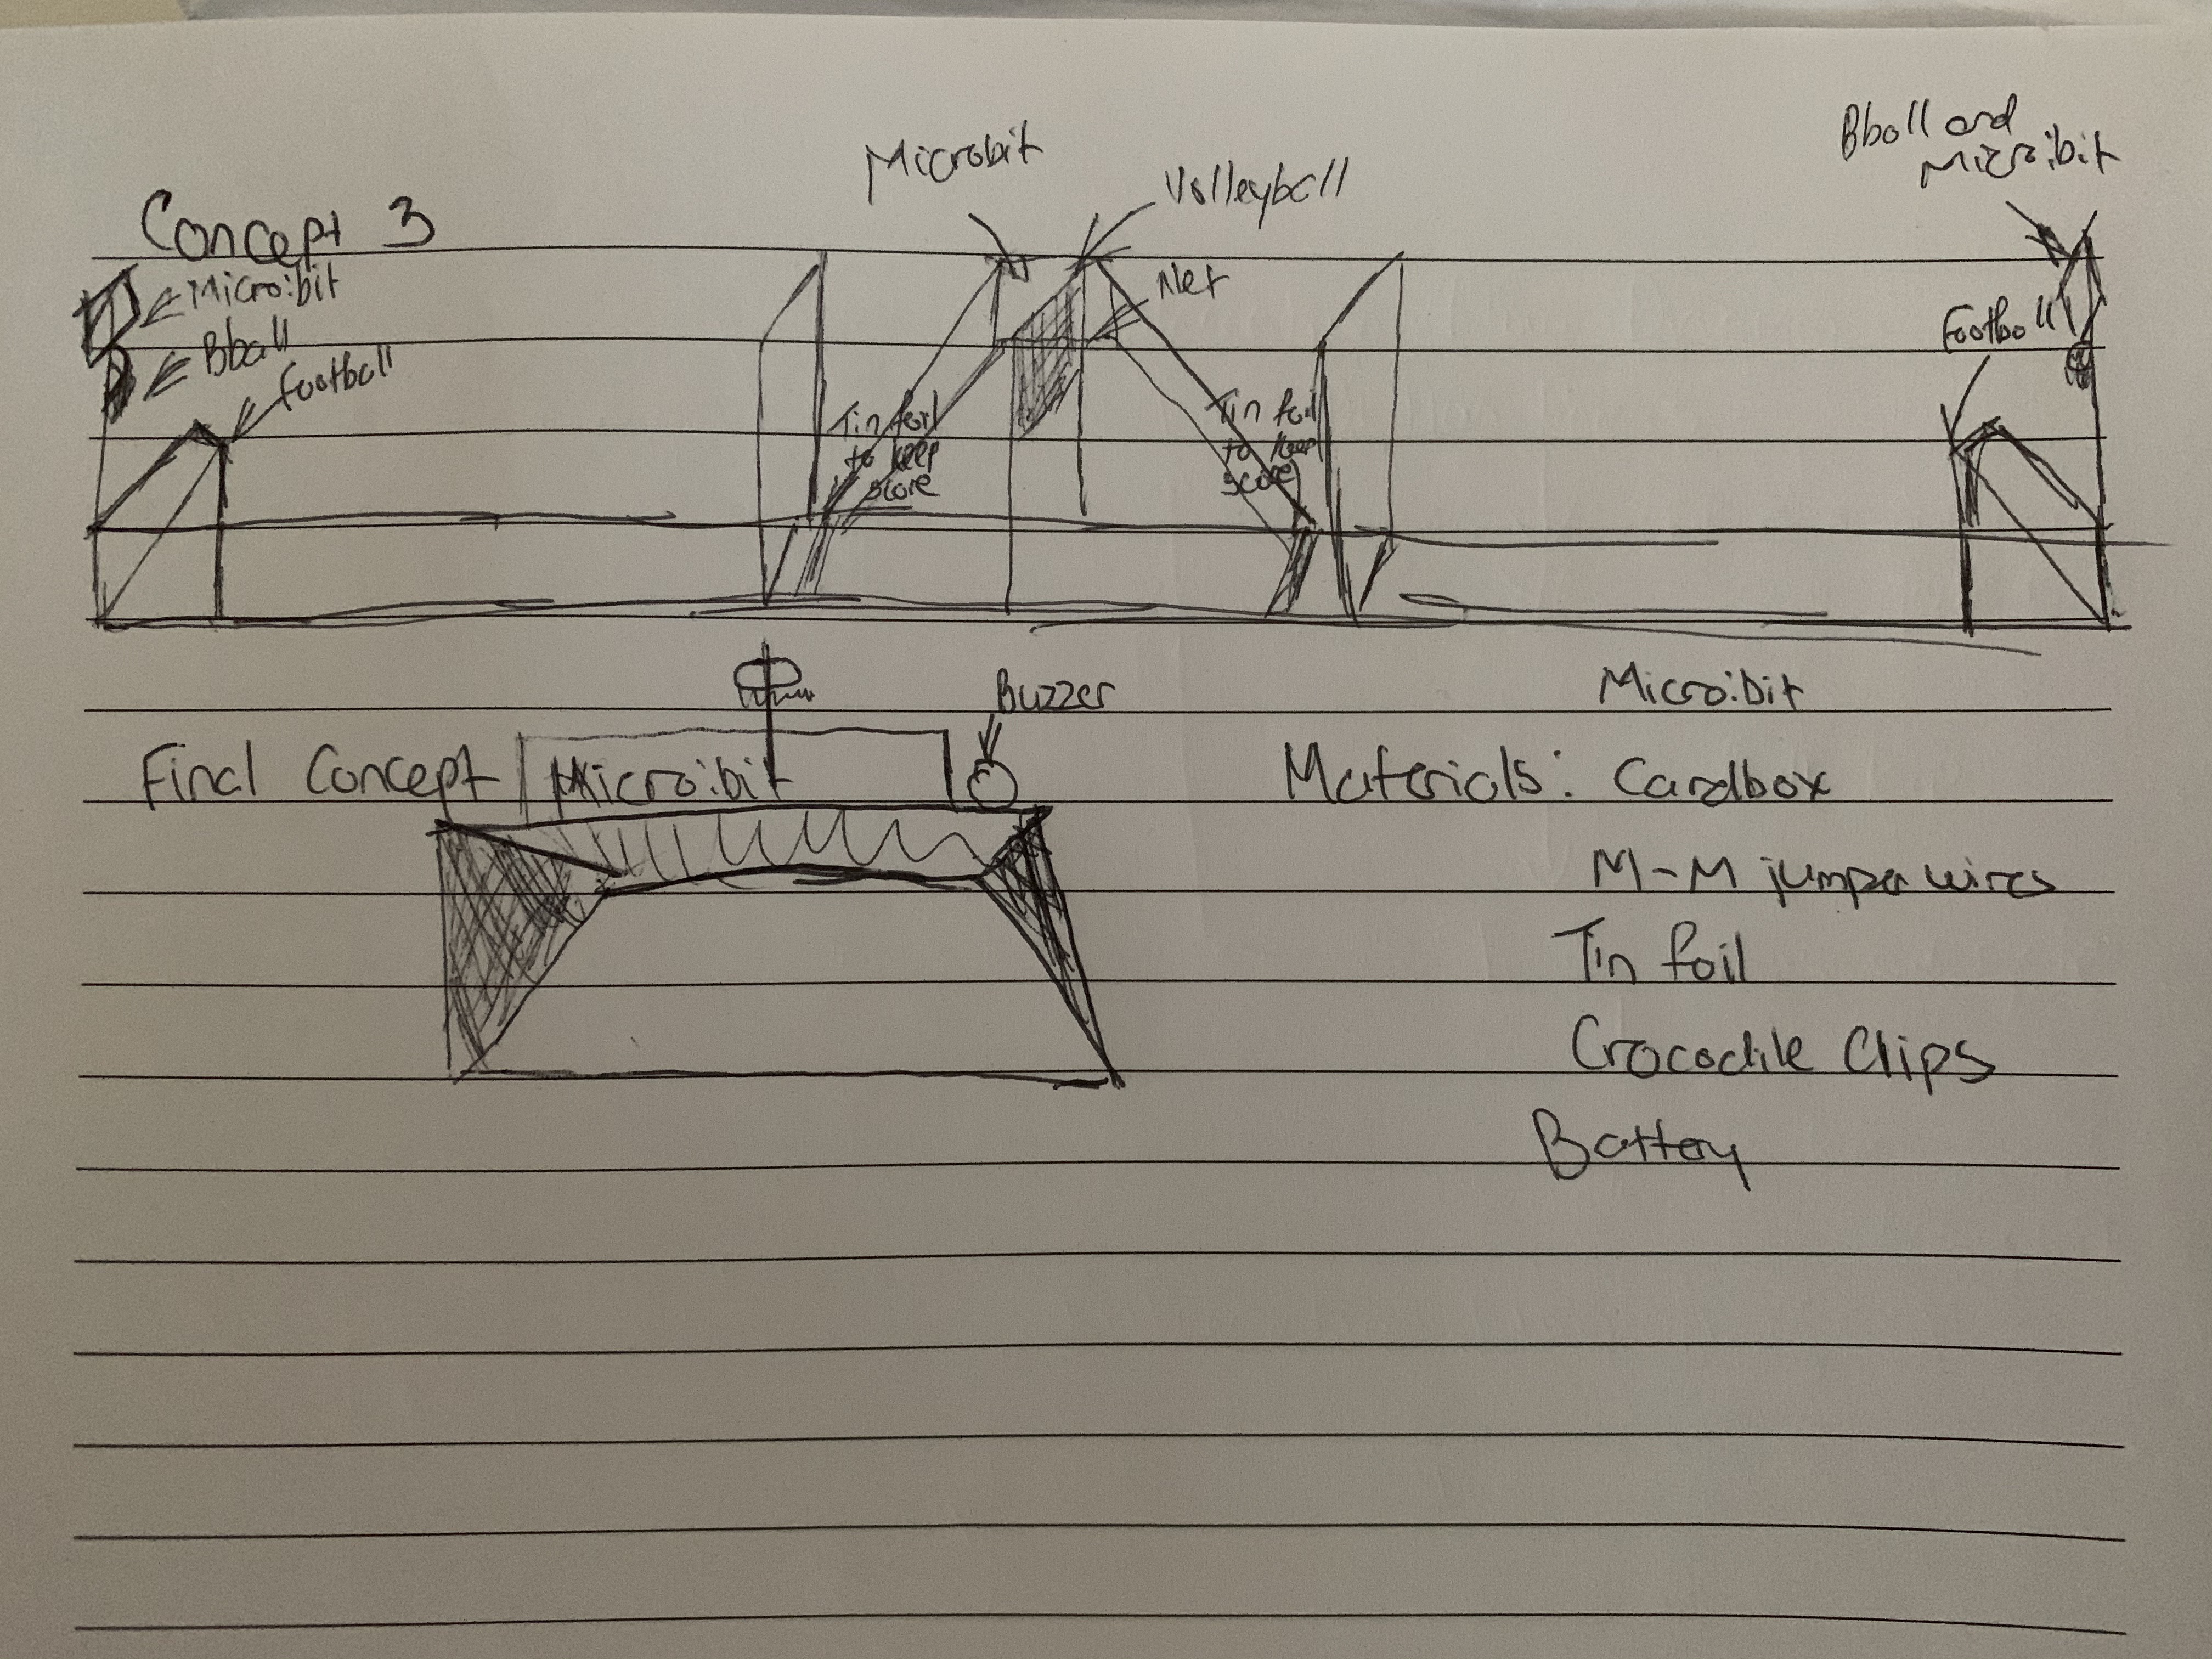 Concept 3
Microbit
Volleyball
Bball and
Micro:bit
Micro:bit
Bball
football
Net
Football
Tin foil
to keep
score
Tin foil
to keep
score
Buzzer
Final Concept
Micro:bit
Micro:bit
Materials: Cardbox
M-M jumper wires
Tin foil
Crocodile Clips
Battery